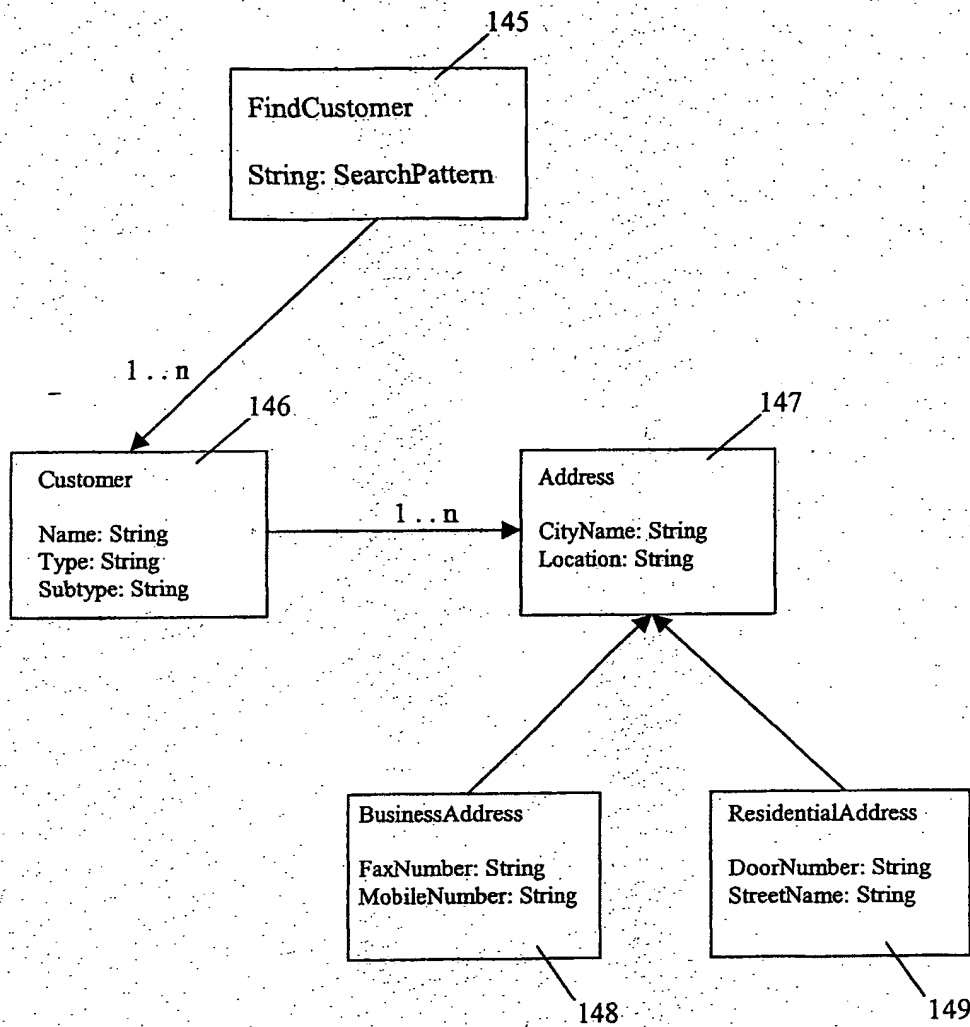 145
FindCustomer
String: SearchPattern
1 . . n
146
Customer
Name: String
Type: String
Subtype: String
1 . . n
147
Address
CityName: String
Location: String
BusinessAddress
FaxNumber: String
MobileNumber: String
148
ResidentialAddress
DoorNumber: String
StreetName: String
149